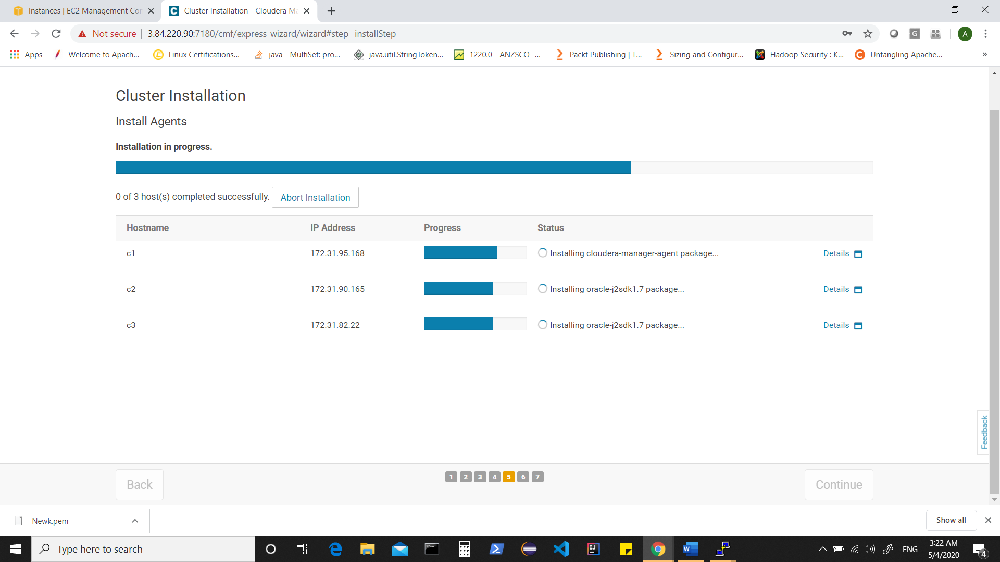 Instances | EC2 Management Con
Cluster Installation - Cloudera Ma
Not secure | 3.84.220.90:7180/cmf/express-wizard/wizard#step=installStep
G
A
Apps
Welcome to Apach...
Linux Certifications...
java - MultiSet: pro...
java.util.StringToken...
1220.0 - ANZSCO -...
Packt Publishing | T...
Sizing and Configur...
Hadoop Security : K...
Untangling Apache...
»
Cluster Installation
Install Agents
Installation in progress.
0 of 3 host(s) completed successfully. Abort Installation
Hostname IP Address Progress Status
c1 172.31.95.168 Installing cloudera-manager-agent package... Details
c2 172.31.90.165 Installing oracle-j2sdk1.7 package... Details
c3 172.31.82.22 Installing oracle-j2sdk1.7 package... Details
Feedback
Back 1 2 3 4 5 6 7 Continue
Newk.pem
Show all
Type here to search
ENG
3:22 AM
5/4/2020
4